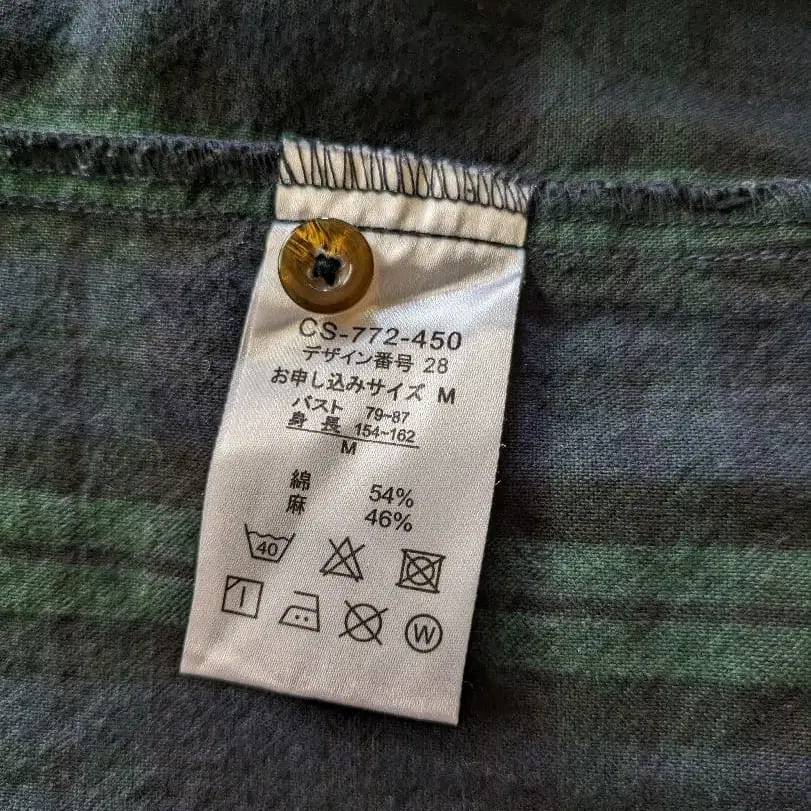 CS-772-450
デザイン番号 28
お申し込みサイズ M
バスト 79~87
身長 154~162
M
綿 54%
麻 46%
40
W